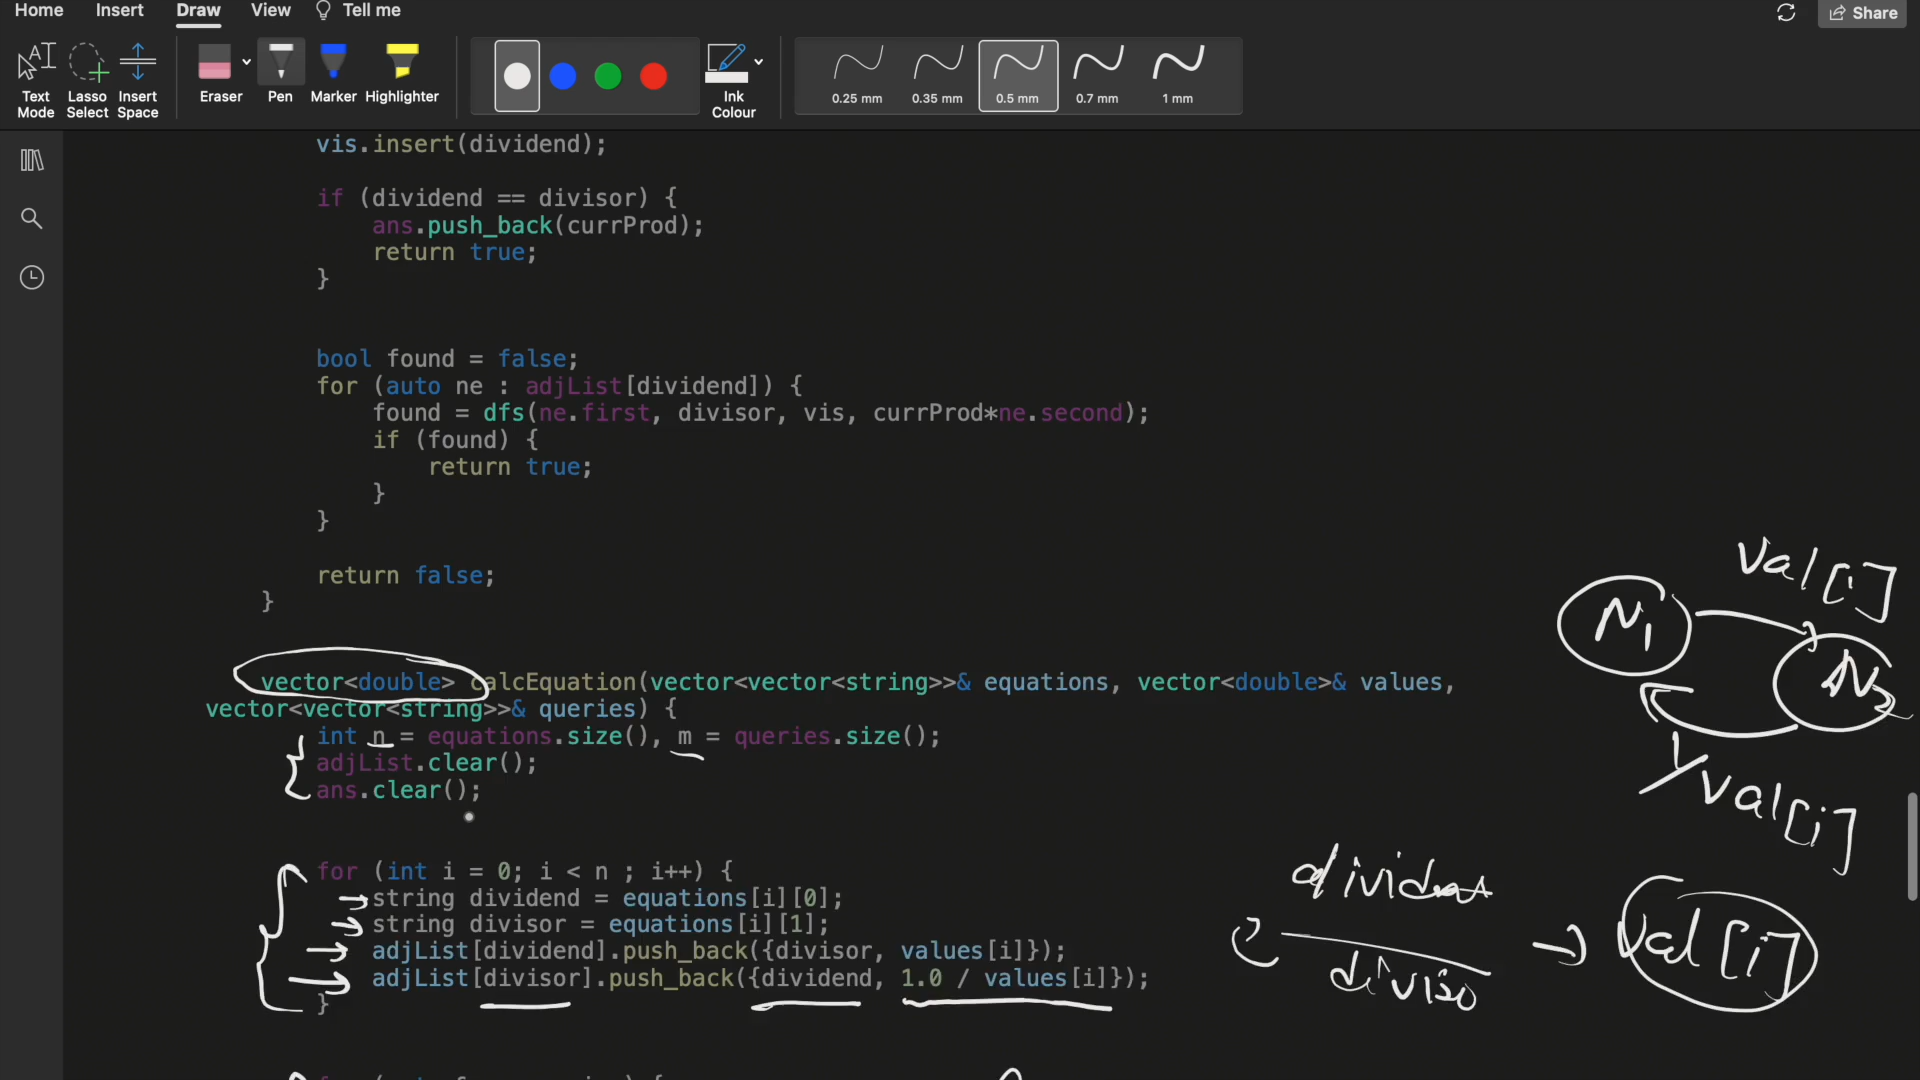 Home Insert Draw View Tell me Share
Text Mode Lasso Select Insert Space Eraser Pen Marker Highlighter Ink Colour 0.25 mm 0.35 mm 0.5 mm 0.7 mm 1 mm
vis.insert(dividend);
if (dividend == divisor) {
ans.push_back(currProd);
return true;
}
bool found = false;
for (auto ne : adjList[dividend]) {
found = dfs(ne.first, divisor, vis, currProd*ne.second);
if (found) {
return true;
}
}
return false;
}
vector<double> calcEquation(vector<vector<string>>& equations, vector<double>& values,
vector<vector<string>>& queries) {
int n = equations.size(), m = queries.size();
adjList.clear();
ans.clear();
for (int i = 0; i < n ; i++) {
string dividend = equations[i][0];
string divisor = equations[i][1];
adjList[dividend].push_back({divisor, values[i]});
adjList[divisor].push_back({dividend, 1.0 / values[i]});
}
Val[i]
N1
N2
1/Val[i]
diviso
Val[i]